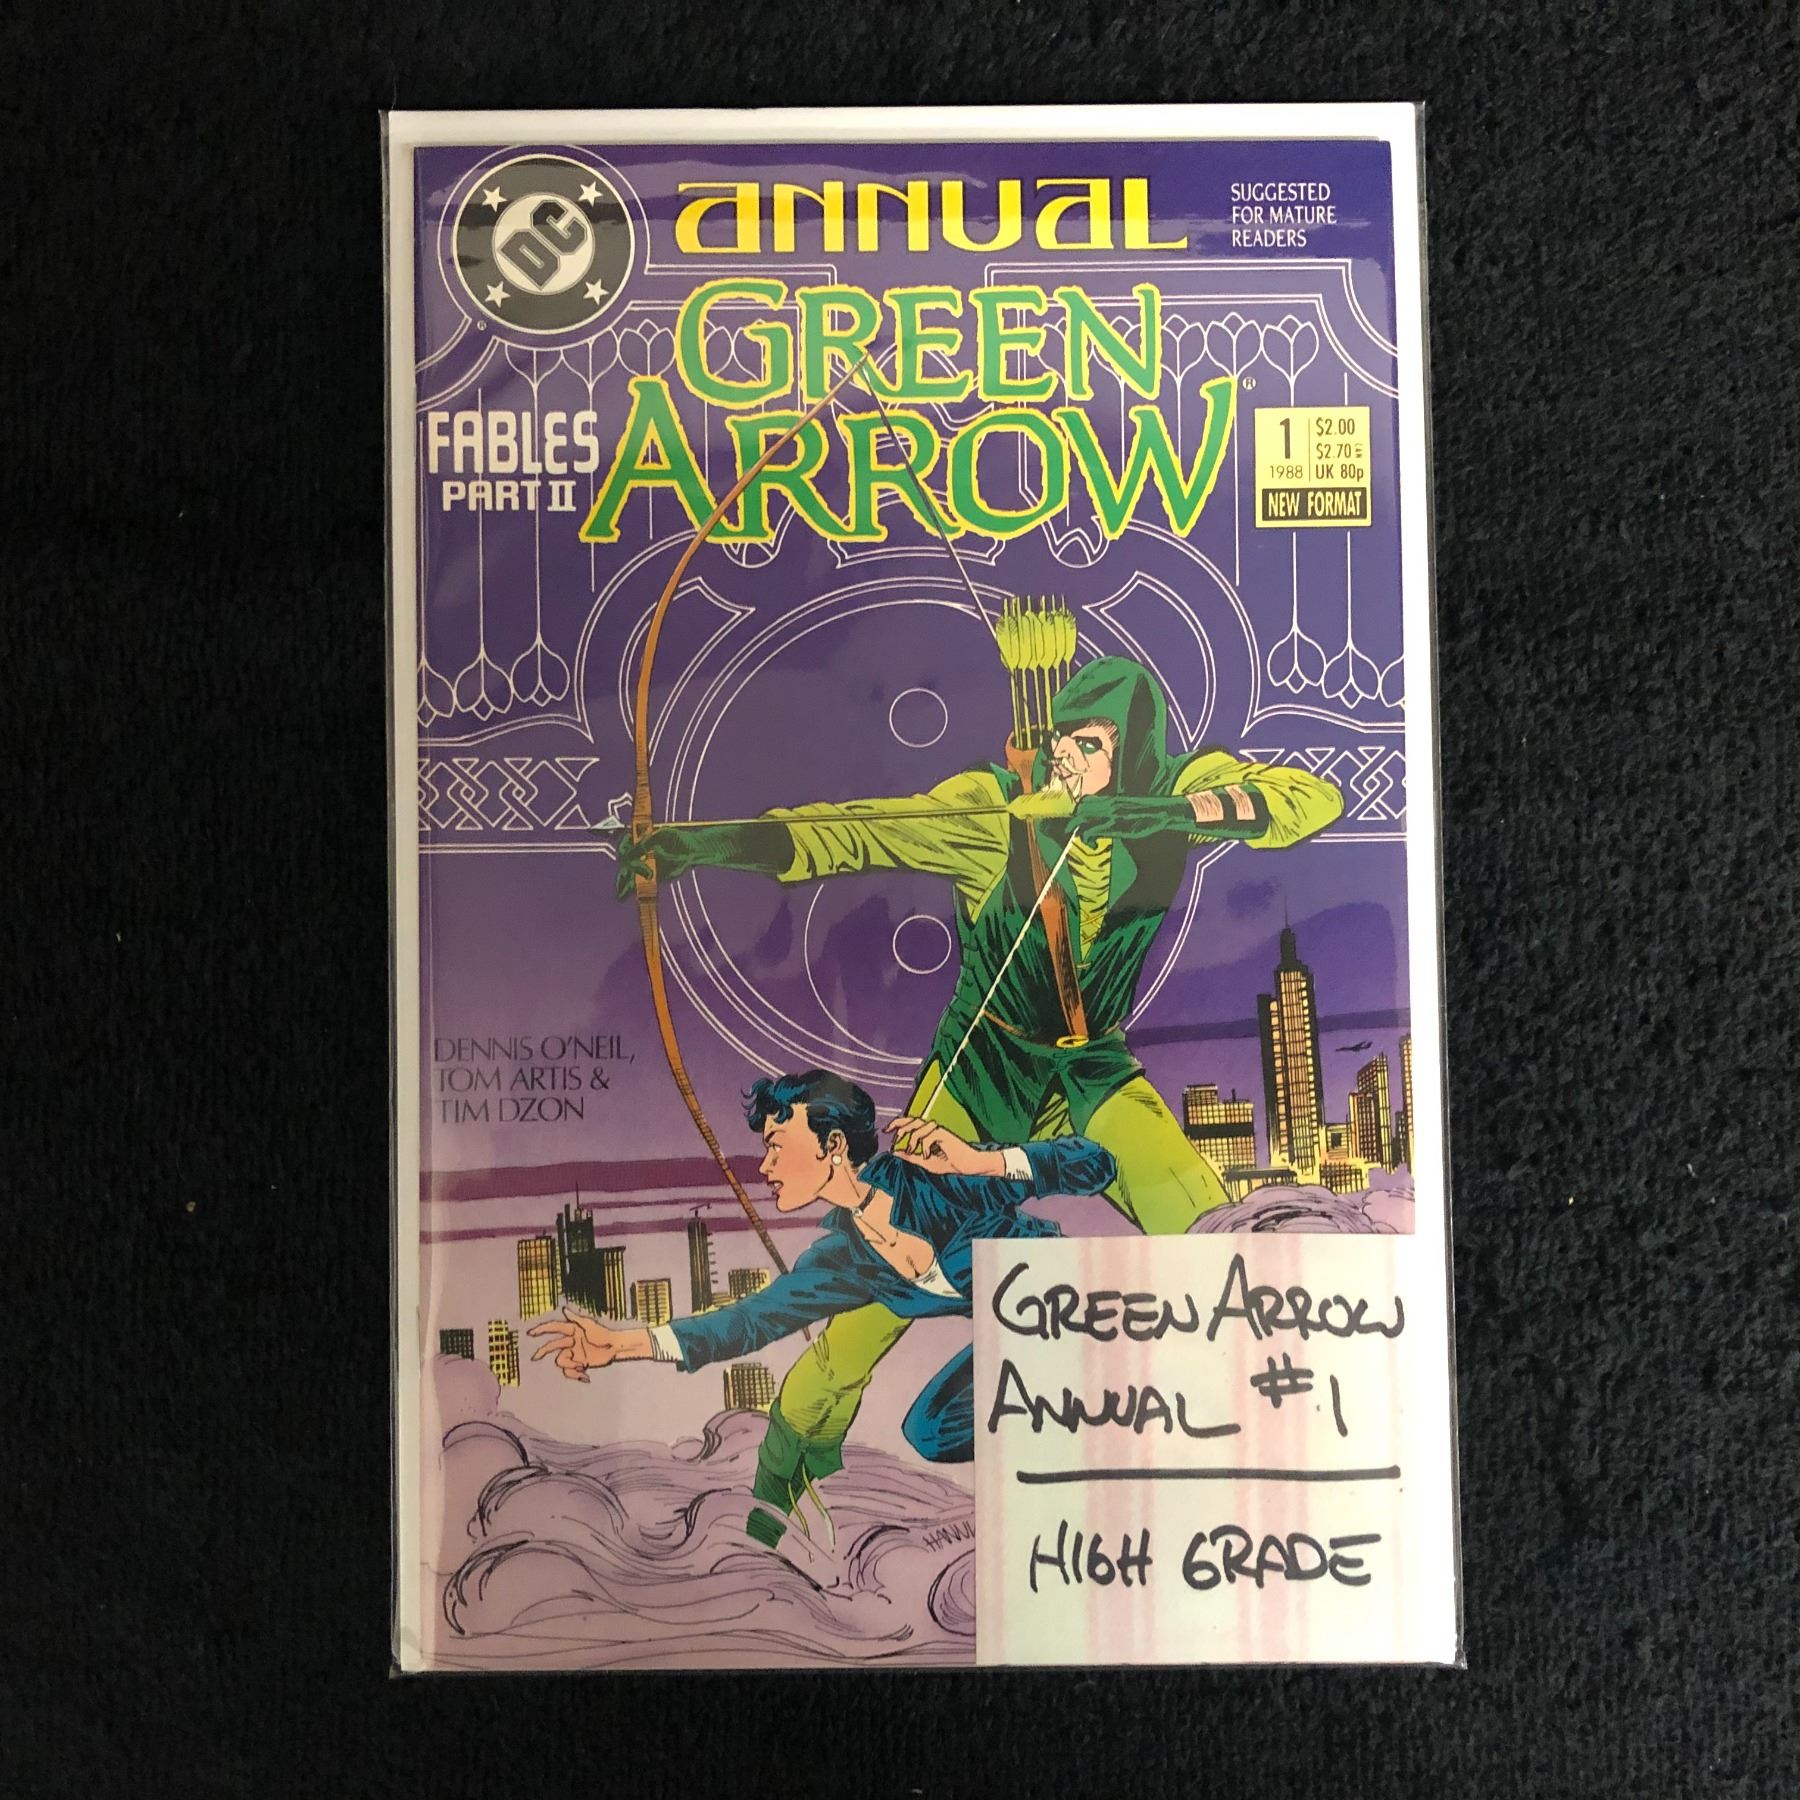 DC
ANNUAL
SUGGESTED
FOR MATURE
READERS
GREEN
ARROW
FABLES
PART II
1
1988
$2.00
$2.70
UK 80p
NEW FORMAT
DENNIS O'NEIL,
TOM ARTIS &
TIM DZON
GREEN ARROW
ANNUAL #1
HIGH GRADE